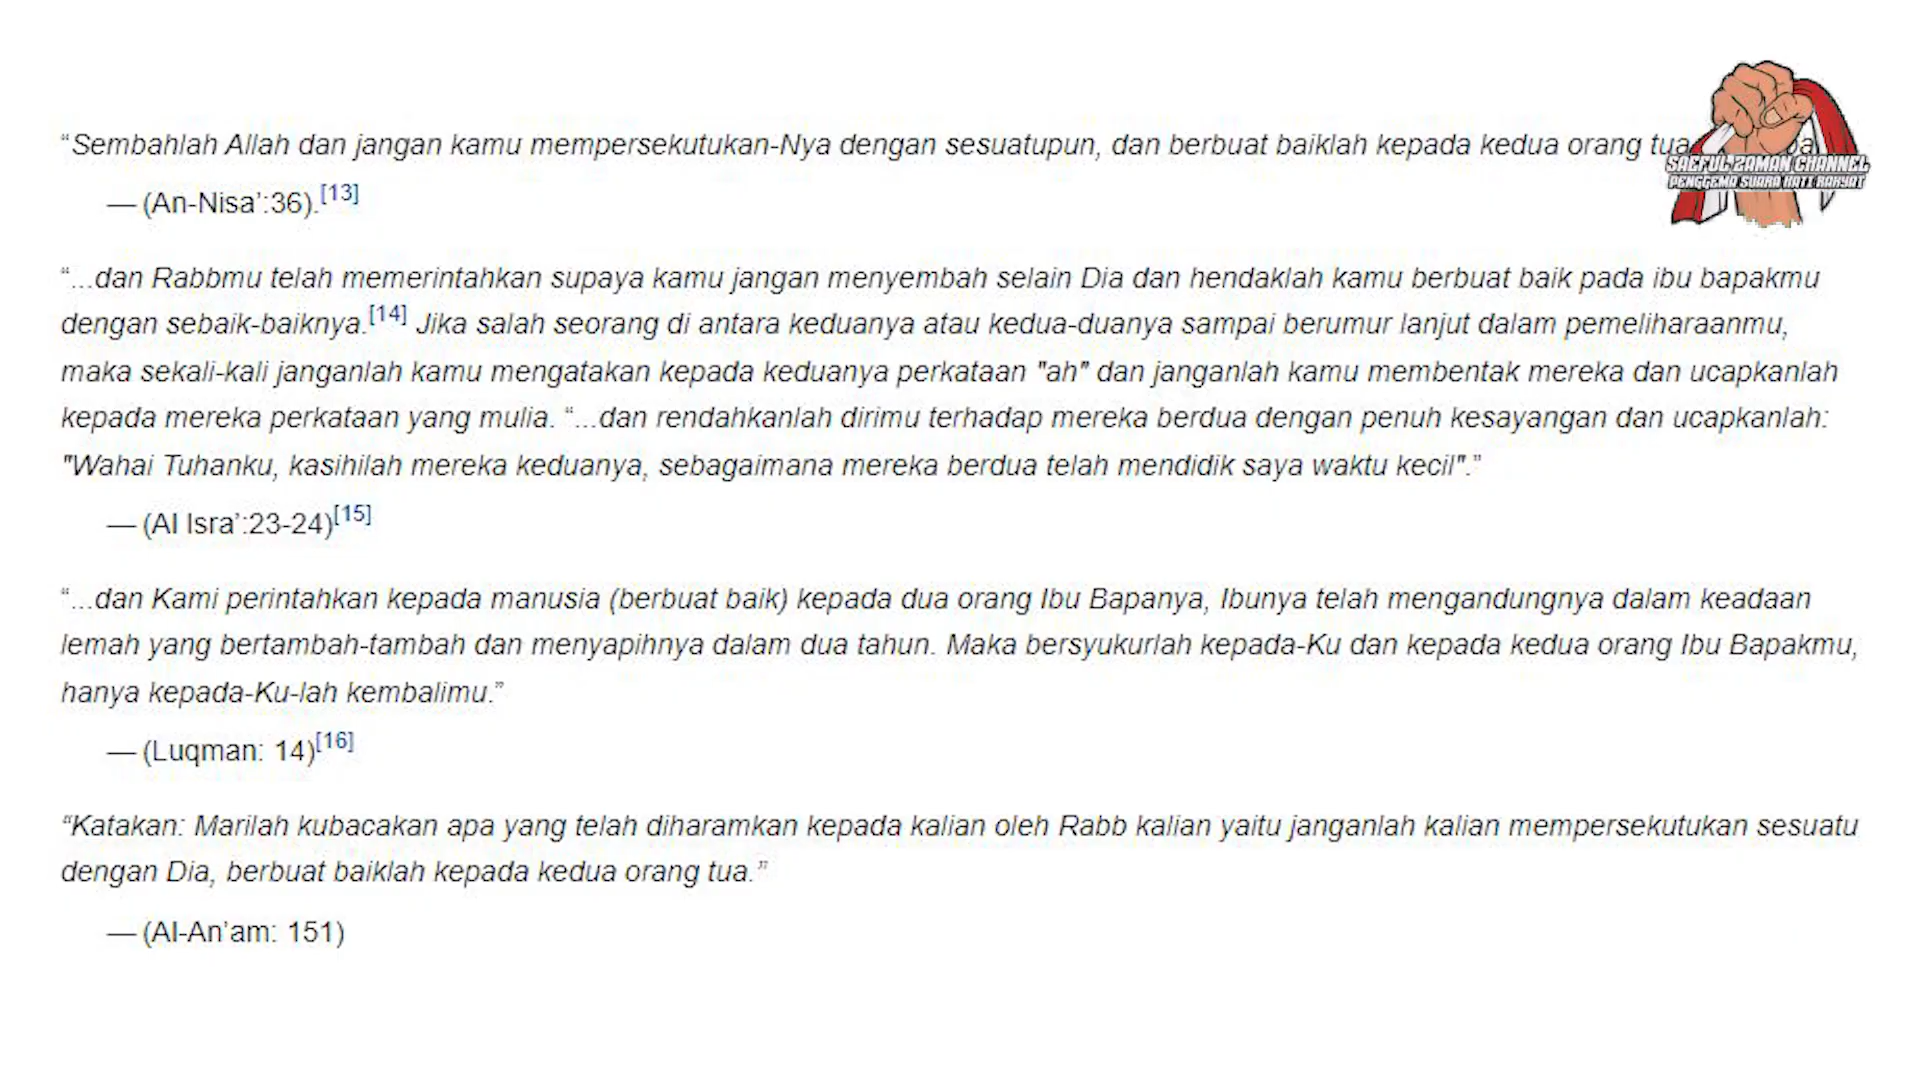 “Sembahlah Allah dan jangan kamu mempersekutukan-Nya dengan sesuatupun, dan berbuat baiklah kepada kedua orang tua
SAEFUL ZAMAN CHANNEL
PENGGEMA SUARA HATI RAKYAT
— (An-Nisa’:36).[13]
“...dan Rabbmu telah memerintahkan supaya kamu jangan menyembah selain Dia dan hendaklah kamu berbuat baik pada ibu bapakmu
dengan sebaik-baiknya.[14] Jika salah seorang di antara keduanya atau kedua-duanya sampai berumur lanjut dalam pemeliharaanmu,
maka sekali-kali janganlah kamu mengatakan kepada keduanya perkataan "ah" dan janganlah kamu membentak mereka dan ucapkanlah
kepada mereka perkataan yang mulia. “...dan rendahkanlah dirimu terhadap mereka berdua dengan penuh kesayangan dan ucapkanlah:
"Wahai Tuhanku, kasihilah mereka keduanya, sebagaimana mereka berdua telah mendidik saya waktu kecil".”
— (Al Isra’:23-24)[15]
“...dan Kami perintahkan kepada manusia (berbuat baik) kepada dua orang Ibu Bapanya, Ibunya telah mengandungnya dalam keadaan
lemah yang bertambah-tambah dan menyapihnya dalam dua tahun. Maka bersyukurlah kepada-Ku dan kepada kedua orang Ibu Bapakmu,
hanya kepada-Ku-lah kembalimu.”
— (Luqman: 14)[16]
“Katakan: Marilah kubacakan apa yang telah diharamkan kepada kalian oleh Rabb kalian yaitu janganlah kalian mempersekutukan sesuatu
dengan Dia, berbuat baiklah kepada kedua orang tua.”
— (Al-An’am: 151)